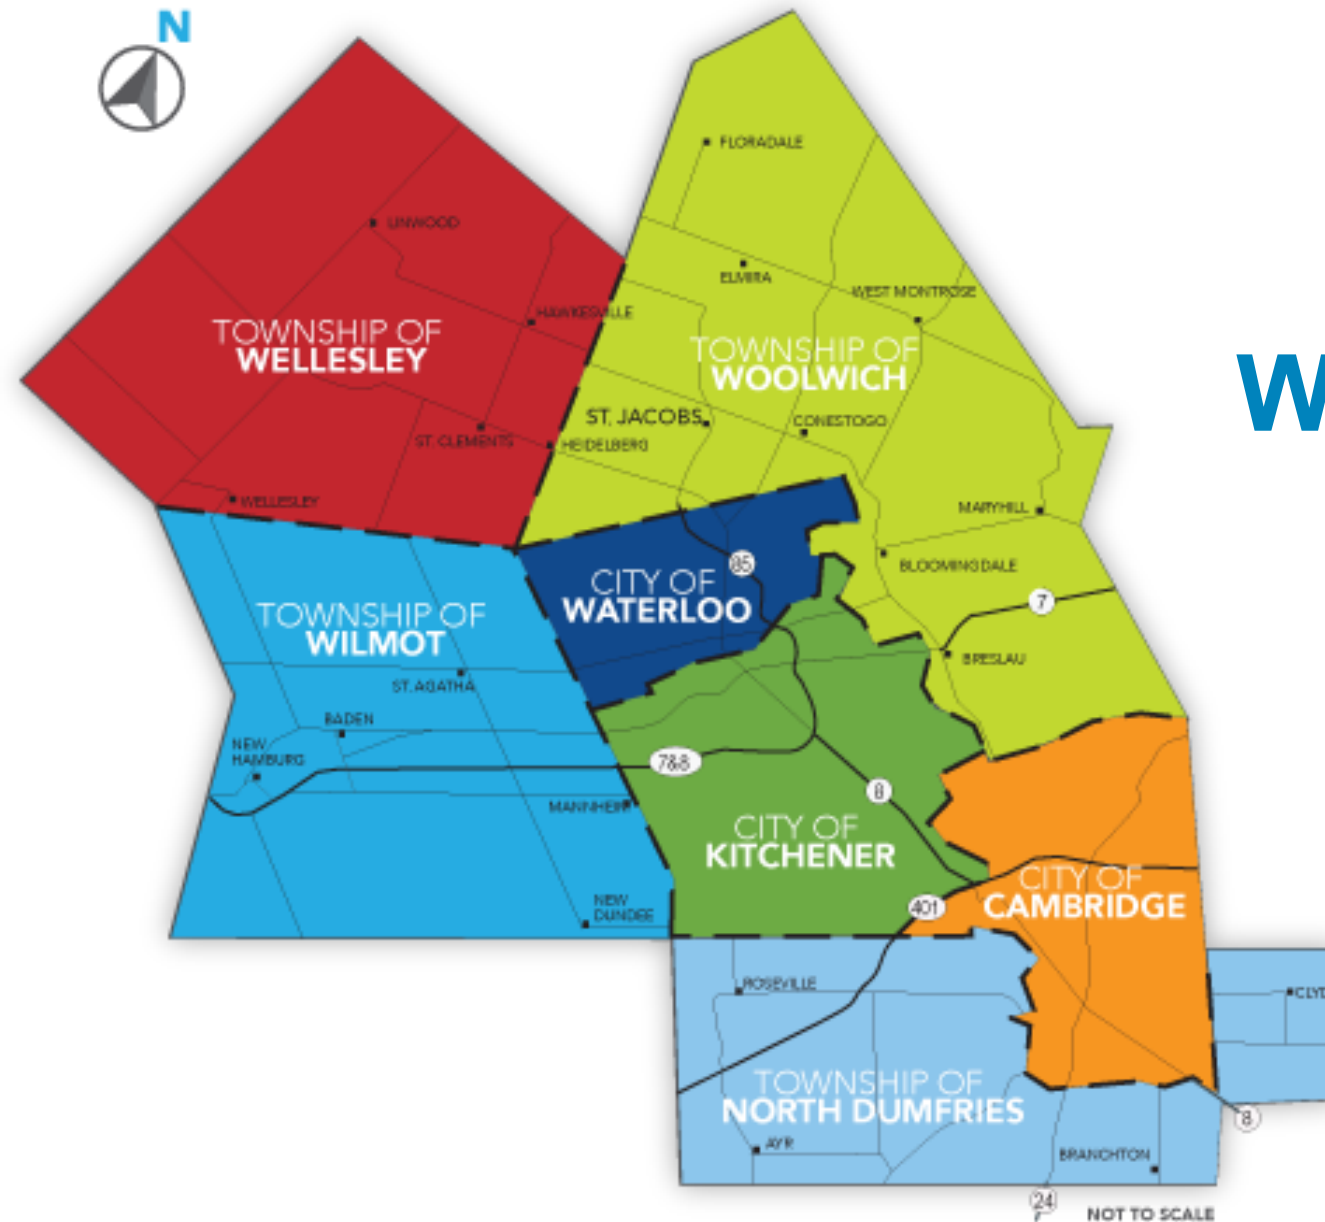 N
FLORADALE
LINWOOD
ELMIRA
WEST MONTROSE
HAWKESVILLE
TOWNSHIP OF
WELLESLEY
TOWNSHIP OF
WOOLWICH
W
ST. JACOBS
CONESTOGO
ST. CLEMENTS
HEIDELBERG
WELLESLEY
MARYHILL
85
BLOOMINGDALE
CITY OF
WATERLOO
7
TOWNSHIP OF
WILMOT
BRESLAU
ST. AGATHA
BADEN
NEW
HAMBURG
7&8
8
MANNHEIM
CITY OF
KITCHENER
CITY OF
CAMBRIDGE
401
NEW
DUNDEE
ROSEVILLE
CLYD
TOWNSHIP OF
NORTH DUMFRIES
8
AYR
BRANCHTON
24
NOT TO SCALE